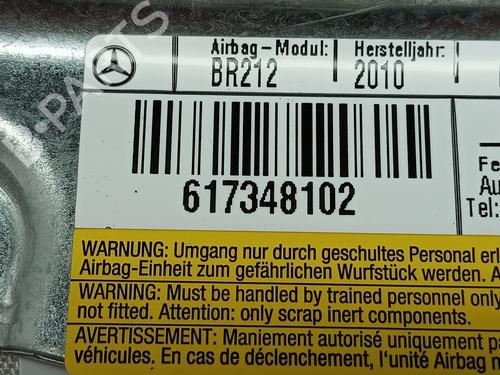 Airbag-Modul: Herstelljahr:
BR212 2010
617348102
Fe
Au
Tel:
WARNUNG: Umgang nur durch geschultes Personal erl
Airbag-Einheit zum gefährlichen Wurfstück werden. A
WARNING: Must be handled by trained personnel only
not fitted. Attention: only scrap inert components.
AVERTISSEMENT: Maniement autorisé uniquement pa
véhicules. En cas de déclenchement, l'unité Airbag m